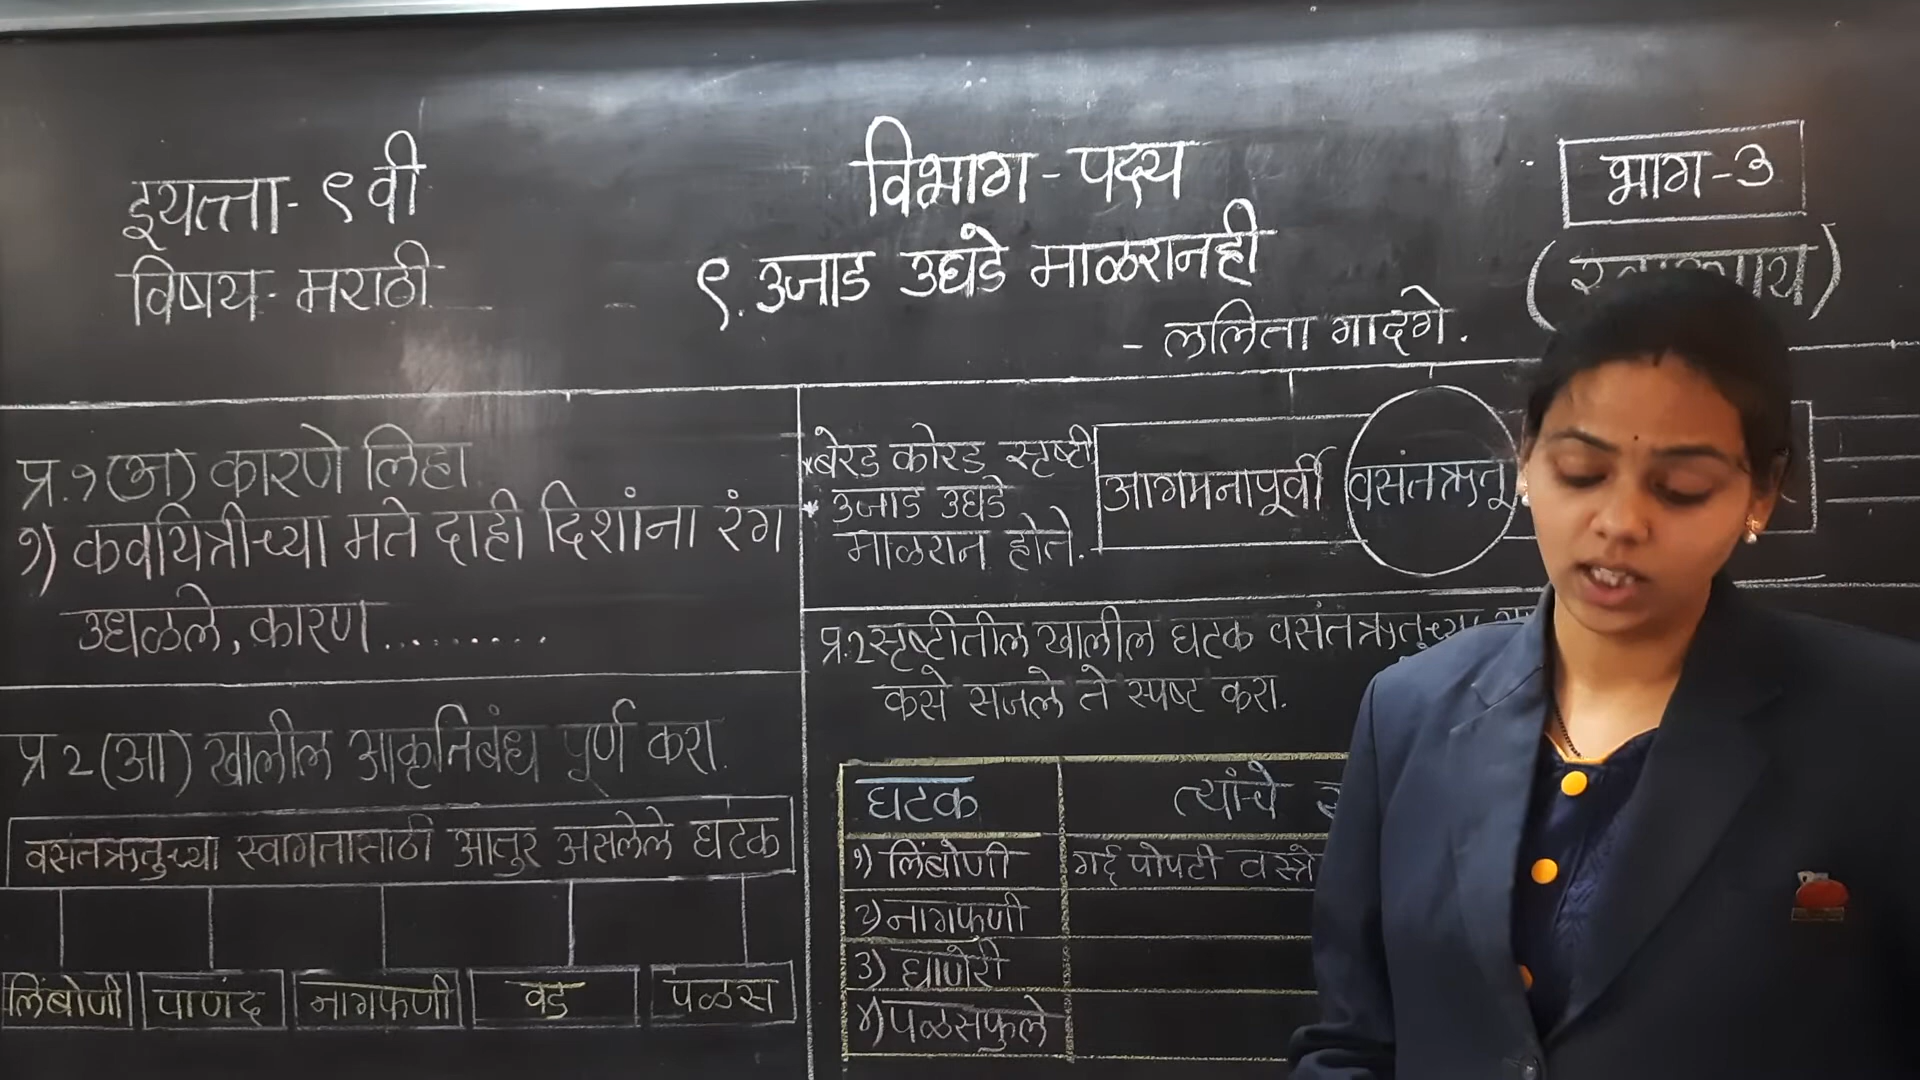 इयत्ता - ९ वी
विषय - मराठी
विभाग - पद्य
९. उजाड उघडे माळरानही
- ललिता गादगे.
भाग - ३
प्र.१ (अ) कारणे लिहा
१) कवयित्रीच्या मते दाही दिशांना रंग
उधळले, कारण.........
प्र २ (आ) खालील आकृतिबंध पूर्ण करा.
वसंतऋतुच्या स्वागतासाठी आतुर असलेले घटक
लिंबोणी पाणंद नागफणी वड पळस
* बेरड कोरड सृष्टी
* उजाड उघडे
माळरान होते.
आगमनापूर्वी वसंतऋतू
प्र.२ सृष्टीतील खालील घटक वसंतऋतुच्या
कसे सजले ते स्पष्ट करा.
घटक त्यांचे
१) लिंबोणी गर्द पोपटी वस्त्रे
२) नागफणी
३) घाणेरी
४) पळसफुले